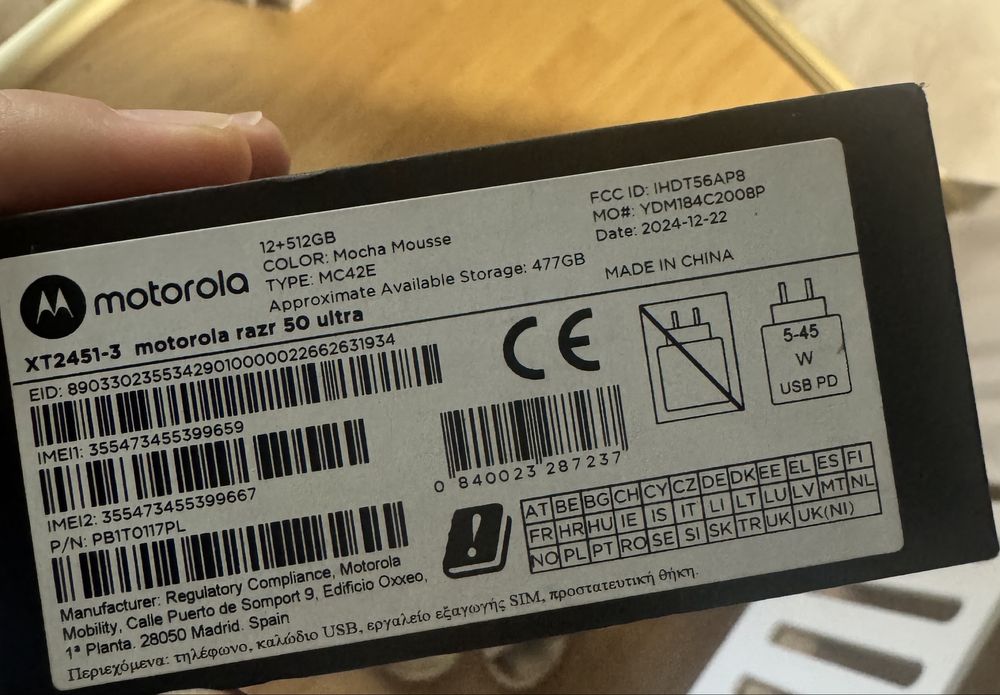 motorola
12+512GB
COLOR: Mocha Mousse
TYPE: MC42E
Approximate Available Storage: 477GB
FCC ID: IHDT56AP8
MO#: YDM184C2008P
Date: 2024-12-22
XT2451-3 motorola razr 50 ultra
MADE IN CHINA
EID: 89033023553429010000022662631934
IMEI1: 355473455399659
IMEI2: 355473455399667
P/N: PB1T0117PL
CE
5-45
W
USB PD
0 840023 287237
AT BE BG CH CY CZ DE DK EE EL ES FI
FR HR HU IE IS IT LI LT LU LV MT NL
NO PL PT RO SE SI SK TR UK UK(NI)
Manufacturer: Regulatory Compliance, Motorola
Mobility, Calle Puerto de Somport 9, Edificio Oxxeo,
1ª Planta. 28050 Madrid. Spain
Περιεχόμενα: τηλέφωνο, καλώδιο USB, εργαλείο εξαγωγής SIM, προστατευτική θήκη.